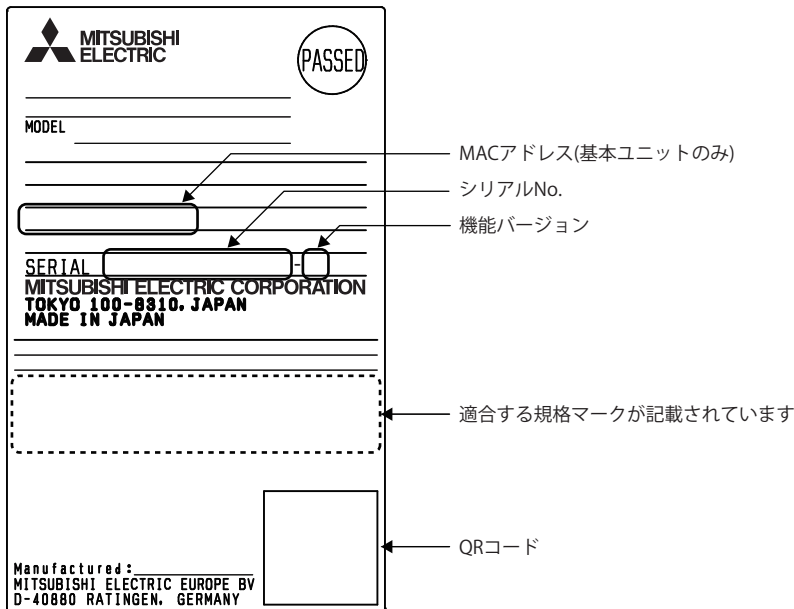 MITSUBISHI
ELECTRIC
PASSED
MODEL
MACアドレス(基本ユニットのみ)
シリアルNo.
機能バージョン
SERIAL -
MITSUBISHI ELECTRIC CORPORATION
TOKYO 100-8310, JAPAN
MADE IN JAPAN
適合する規格マークが記載されています
QRコード
Manufactured:
MITSUBISHI ELECTRIC EUROPE BV
D-40880 RATINGEN, GERMANY